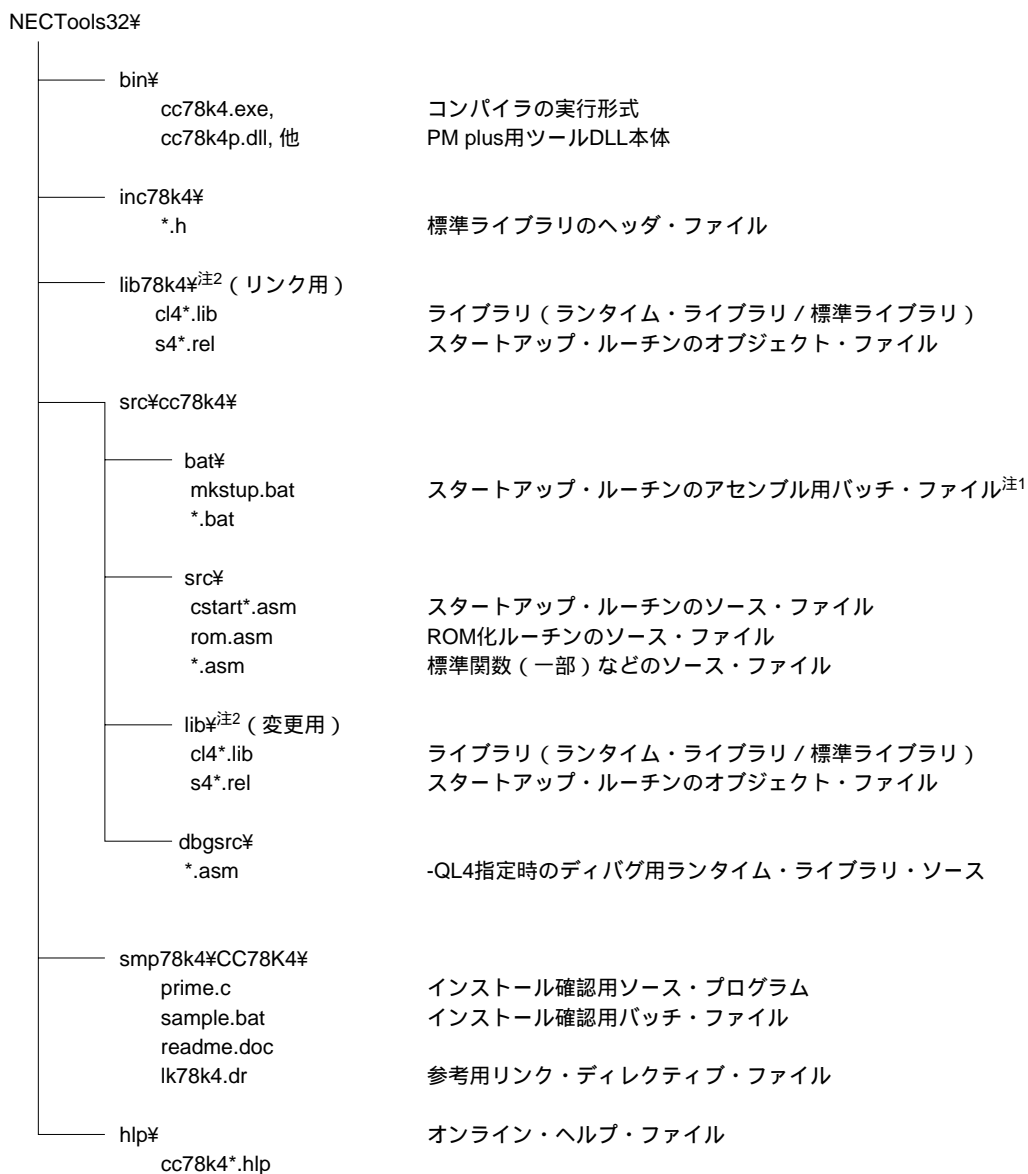 NECTools32¥
bin¥
cc78k4.exe, コンパイラの実行形式
cc78k4p.dll, 他 PM plus用ツールDLL本体
inc78k4¥
*.h 標準ライブラリのヘッダ・ファイル
lib78k4¥注2（リンク用）
cl4*.lib ライブラリ（ランタイム・ライブラリ／標準ライブラリ）
s4*.rel スタートアップ・ルーチンのオブジェクト・ファイル
src¥cc78k4¥
bat¥
mkstup.bat スタートアップ・ルーチンのアセンブル用バッチ・ファイル注1
*.bat
src¥
cstart*.asm スタートアップ・ルーチンのソース・ファイル
rom.asm ROM化ルーチンのソース・ファイル
*.asm 標準関数（一部）などのソース・ファイル
lib¥注2（変更用）
cl4*.lib ライブラリ（ランタイム・ライブラリ／標準ライブラリ）
s4*.rel スタートアップ・ルーチンのオブジェクト・ファイル
dbgsrc¥
*.asm -QL4指定時のディバグ用ランタイム・ライブラリ・ソース
smp78k4¥CC78K4¥
prime.c インストール確認用ソース・プログラム
sample.bat インストール確認用バッチ・ファイル
readme.doc
lk78k4.dr 参考用リンク・ディレクティブ・ファイル
hlp¥ オンライン・ヘルプ・ファイル
cc78k4*.hlp